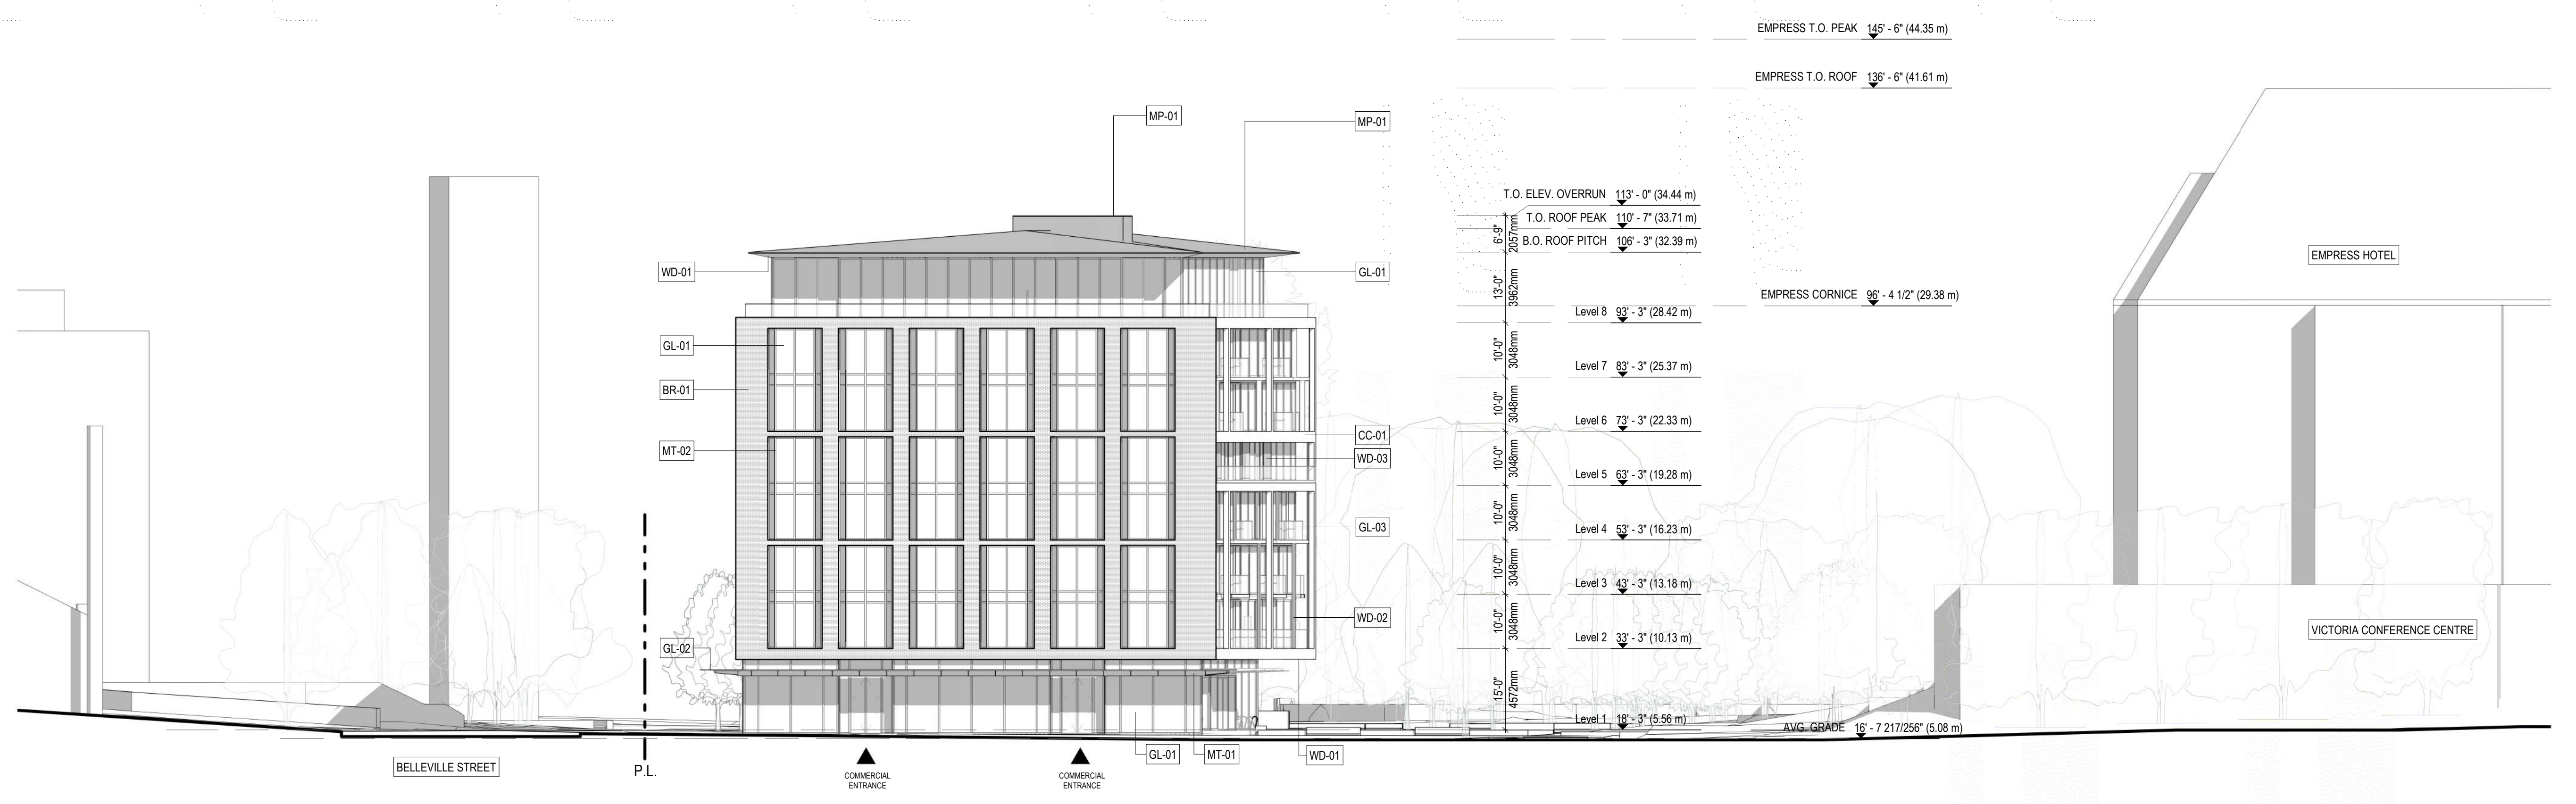 EMPRESS T.O. PEAK 145' - 6" (44.35 m)
EMPRESS T.O. ROOF 136' - 6" (41.61 m)
MP-01
MP-01
T.O. ELEV. OVERRUN 113' - 0" (34.44 m)
T.O. ROOF PEAK 110' - 7" (33.71 m)
6'-9"
2057mm
B.O. ROOF PITCH 106' - 3" (32.39 m)
EMPRESS HOTEL
WD-01
GL-01
13'-0"
3962mm
EMPRESS CORNICE 96' - 4 1/2" (29.38 m)
Level 8 93' - 3" (28.42 m)
GL-01
10'-0"
3048mm
Level 7 83' - 3" (25.37 m)
BR-01
10'-0"
3048mm
Level 6 73' - 3" (22.33 m)
CC-01
MT-02
WD-03
10'-0"
3048mm
Level 5 63' - 3" (19.28 m)
10'-0"
3048mm
GL-03
Level 4 53' - 3" (16.23 m)
10'-0"
3048mm
Level 3 43' - 3" (13.18 m)
WD-02
10'-0"
3048mm
VICTORIA CONFERENCE CENTRE
Level 2 33' - 3" (10.13 m)
GL-02
15'-0"
4572mm
Level 1 18' - 3" (5.56 m)
AVG. GRADE 16' - 7 217/256" (5.08 m)
GL-01
MT-01
WD-01
BELLEVILLE STREET
P.L.
COMMERCIAL
ENTRANCE
COMMERCIAL
ENTRANCE